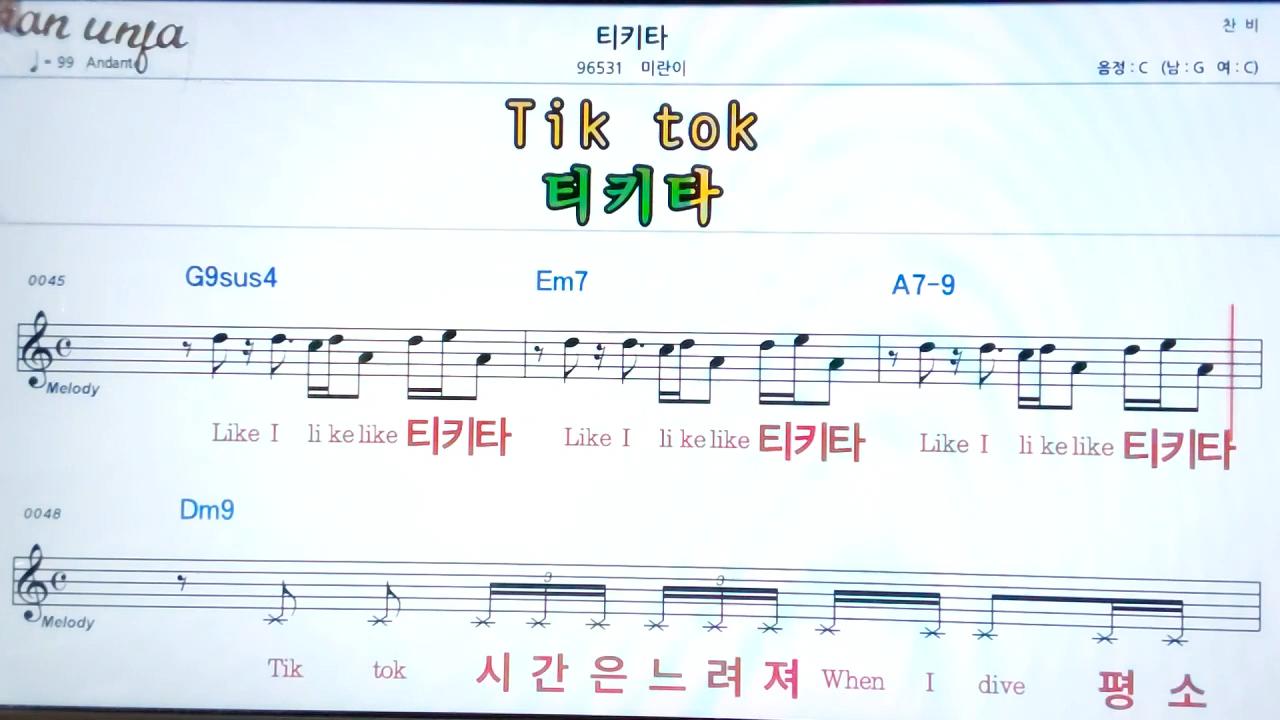 티키타
찬 비
♩= 99 Andante
96531 미란이
음정 : C (남 : G 여 : C)
Tik tok
티키타
0045 G9sus4 Em7 A7-9
Melody
Like I li ke like 티키타 Like I li ke like 티키타 Like I li ke like 티키타
0048 Dm9
3 3
Melody
Tik tok 시 간 은 느 려 져 When I dive 평 소